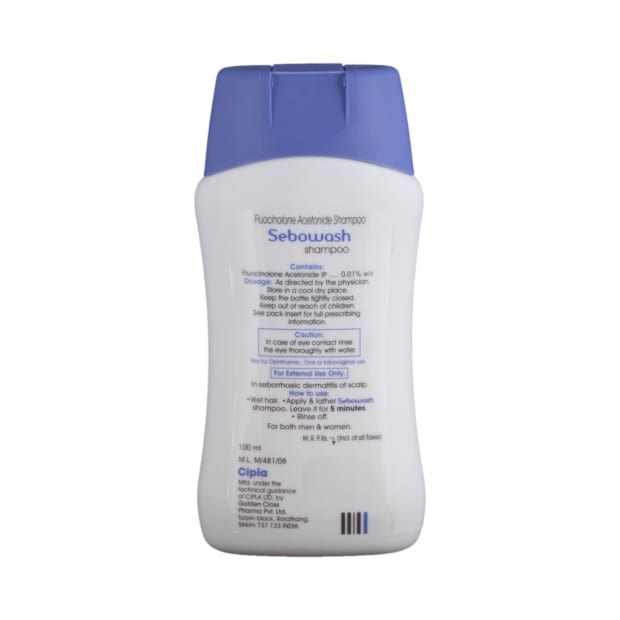 Fluocinolone Acetonide Shampoo
Sebowash
shampoo
Contains:
Fluocinolone Acetonide IP ..... 0.01% w/v
Dosage: As directed by the physician
Store in a cool dry place.
Keep the bottle tightly closed.
Keep out of reach of children.
See pack insert for full prescribing
information.
Caution:
In case of eye contact rinse
the eye thoroughly with water.
Not for Ophthalmic, Oral or Intravaginal use
For External Use Only.
In seborrhoeic dermatitis of scalp.
How to use:
•Wet hair. •Apply & lather Sebowash
shampoo. Leave it for 5 minutes.
• Rinse off.
For both men & women.
M.R.P.Rs. (Incl. of all Taxes)
100 ml
M.L. M/481/08
Cipla
Mfd. under the
technical guidance
of CIPLA LTD. by
Golden Cross
Pharma Pvt. Ltd.
Block, Rorathang,
Sikkim 737 133 INDIA